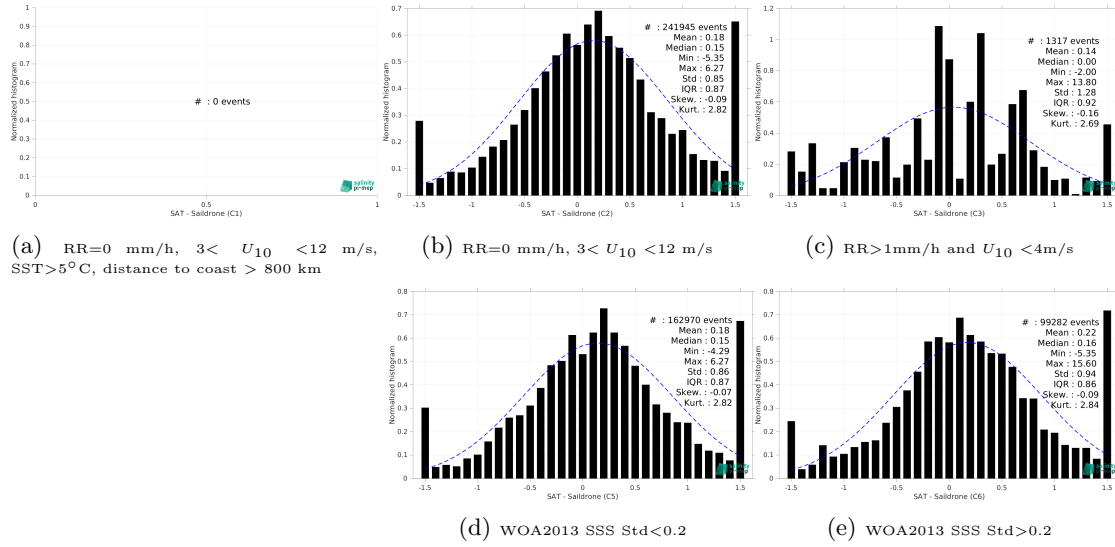 1
0.9
0.8
0.7
0.6
0.5
0.4
0.3
0.2
0.1
0
Normalized histogram
# : 0 events
salinity
pi-mep
0
0.5
1
SAT - Saildrone (C1)
(a) RR=0 mm/h, 3< U10 <12 m/s,
SST>5°C, distance to coast > 800 km
0.7
0.6
0.5
0.4
0.3
0.2
0.1
0
Normalized histogram
# : 241945 events
Mean : 0.18
Median : 0.15
Min : -5.35
Max : 6.27
Std : 0.85
IQR : 0.87
Skew. : -0.09
Kurt. : 2.82
-1.5
-1
-0.5
0
0.5
1
1.5
SAT - Saildrone (C2)
(b) RR=0 mm/h, 3< U10 <12 m/s
1.2
1
0.8
0.6
0.4
0.2
0
Normalized histogram
# : 1317 events
Mean : 0.14
Median : 0.00
Min : -2.00
Max : 13.80
Std : 1.28
IQR : 0.92
Skew. : -0.16
Kurt. : 2.69
-1.5
-1
-0.5
0
0.5
1
1.5
SAT - Saildrone (C3)
(c) RR>1mm/h and U10 <4m/s
0.8
0.7
0.6
0.5
0.4
0.3
0.2
0.1
0
Normalized histogram
# : 162970 events
Mean : 0.18
Median : 0.15
Min : -4.29
Max : 6.27
Std : 0.86
IQR : 0.87
Skew. : -0.07
Kurt. : 2.82
-1.5
-1
-0.5
0
0.5
1
1.5
SAT - Saildrone (C5)
(d) WOA2013 SSS Std<0.2
0.8
0.7
0.6
0.5
0.4
0.3
0.2
0.1
0
Normalized histogram
# : 99282 events
Mean : 0.22
Median : 0.16
Min : -5.35
Max : 15.60
Std : 0.94
IQR : 0.86
Skew. : -0.09
Kurt. : 2.84
-1.5
-1
-0.5
0
0.5
1
1.5
SAT - Saildrone (C6)
(e) WOA2013 SSS Std>0.2